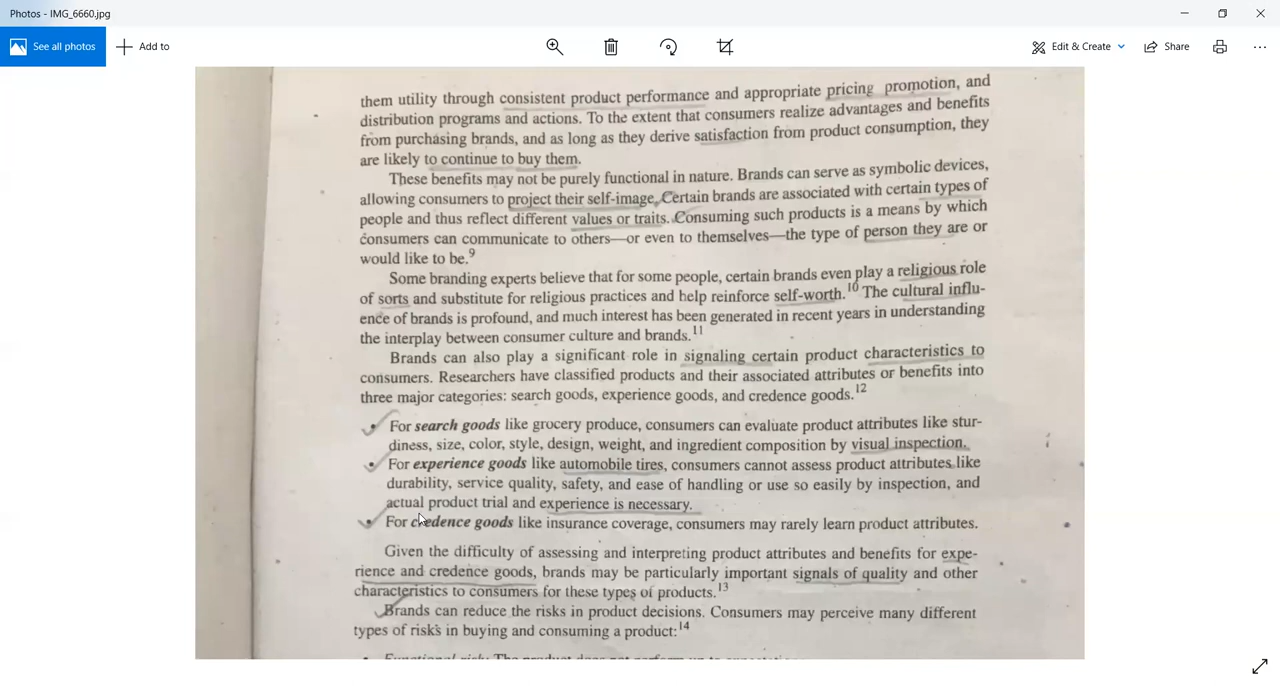 Photos - IMG_6660.jpg
See all photos
Add to
Edit & Create
Share
them utility through consistent product performance and appropriate pricing promotion, and
distribution programs and actions. To the extent that consumers realize advantages and benefits
from purchasing brands, and as long as they derive satisfaction from product consumption, they
are likely to continue to buy them.
These benefits may not be purely functional in nature. Brands can serve as symbolic devices,
allowing consumers to project their self-image. Certain brands are associated with certain types of
people and thus reflect different values or traits. Consuming such products is a means by which
consumers can communicate to others—or even to themselves—the type of person they are or
would like to be.9
Some branding experts believe that for some people, certain brands even play a religious role
of sorts and substitute for religious practices and help reinforce self-worth.10 The cultural influ-
ence of brands is profound, and much interest has been generated in recent years in understanding
the interplay between consumer culture and brands.11
Brands can also play a significant role in signaling certain product characteristics to
consumers. Researchers have classified products and their associated attributes or benefits into
three major categories: search goods, experience goods, and credence goods.12
• For search goods like grocery produce, consumers can evaluate product attributes like stur-
diness, size, color, style, design, weight, and ingredient composition by visual inspection.
• For experience goods like automobile tires, consumers cannot assess product attributes like
durability, service quality, safety, and ease of handling or use so easily by inspection, and
actual product trial and experience is necessary.
• For credence goods like insurance coverage, consumers may rarely learn product attributes.
Given the difficulty of assessing and interpreting product attributes and benefits for expe-
rience and credence goods, brands may be particularly important signals of quality and other
characteristics to consumers for these types of products.13
Brands can reduce the risks in product decisions. Consumers may perceive many different
types of risks in buying and consuming a product:14
• Functional risk: The product does not perform up to